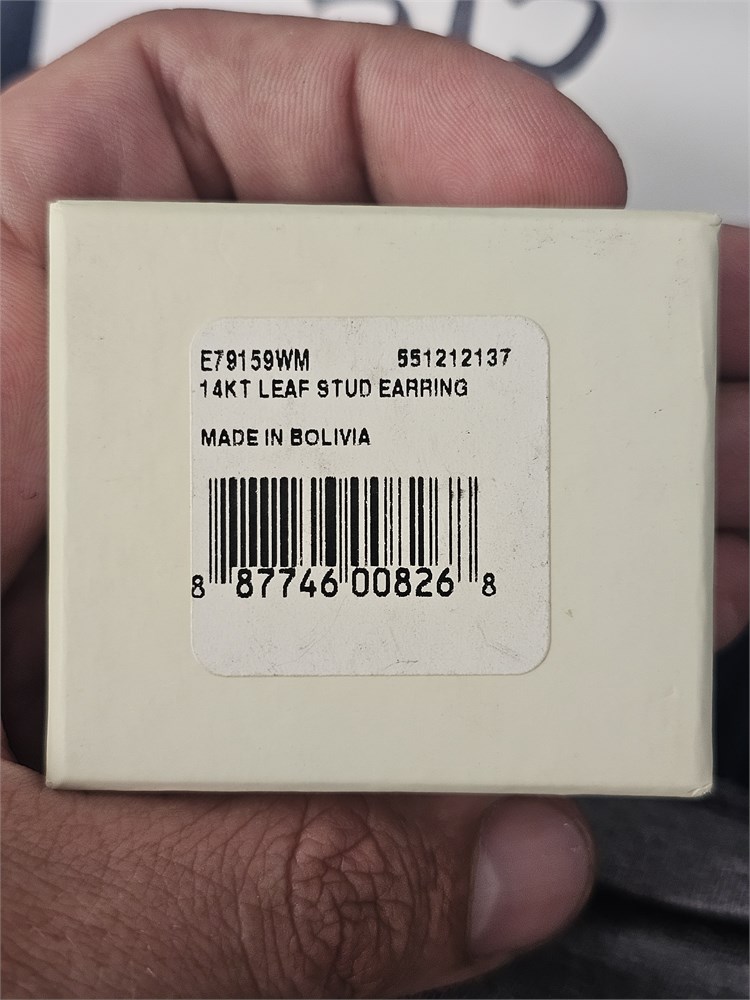 E79159WM 551212137
14KT LEAF STUD EARRING
MADE IN BOLIVIA
8 87746 00826 8